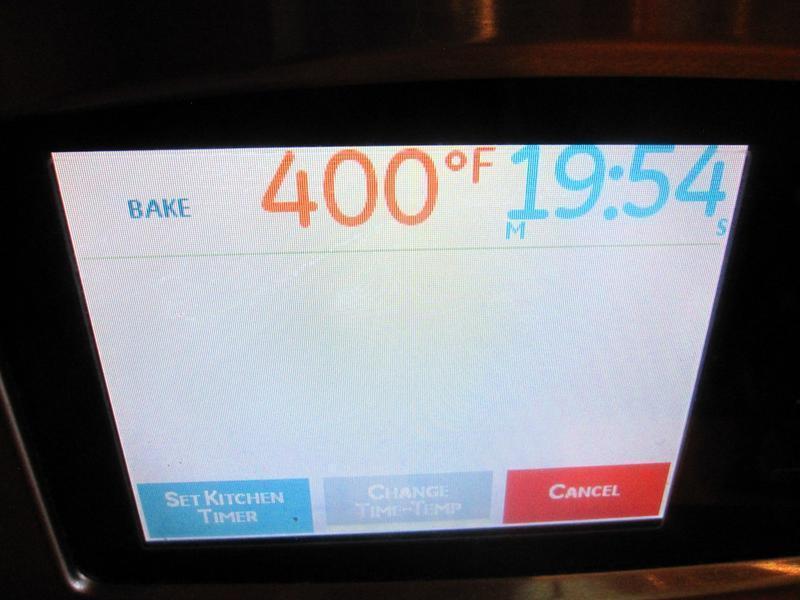 BAKE 400°F 19:54
M S
SET KITCHEN
TIMER
CHANGE
TIME-TEMP
CANCEL